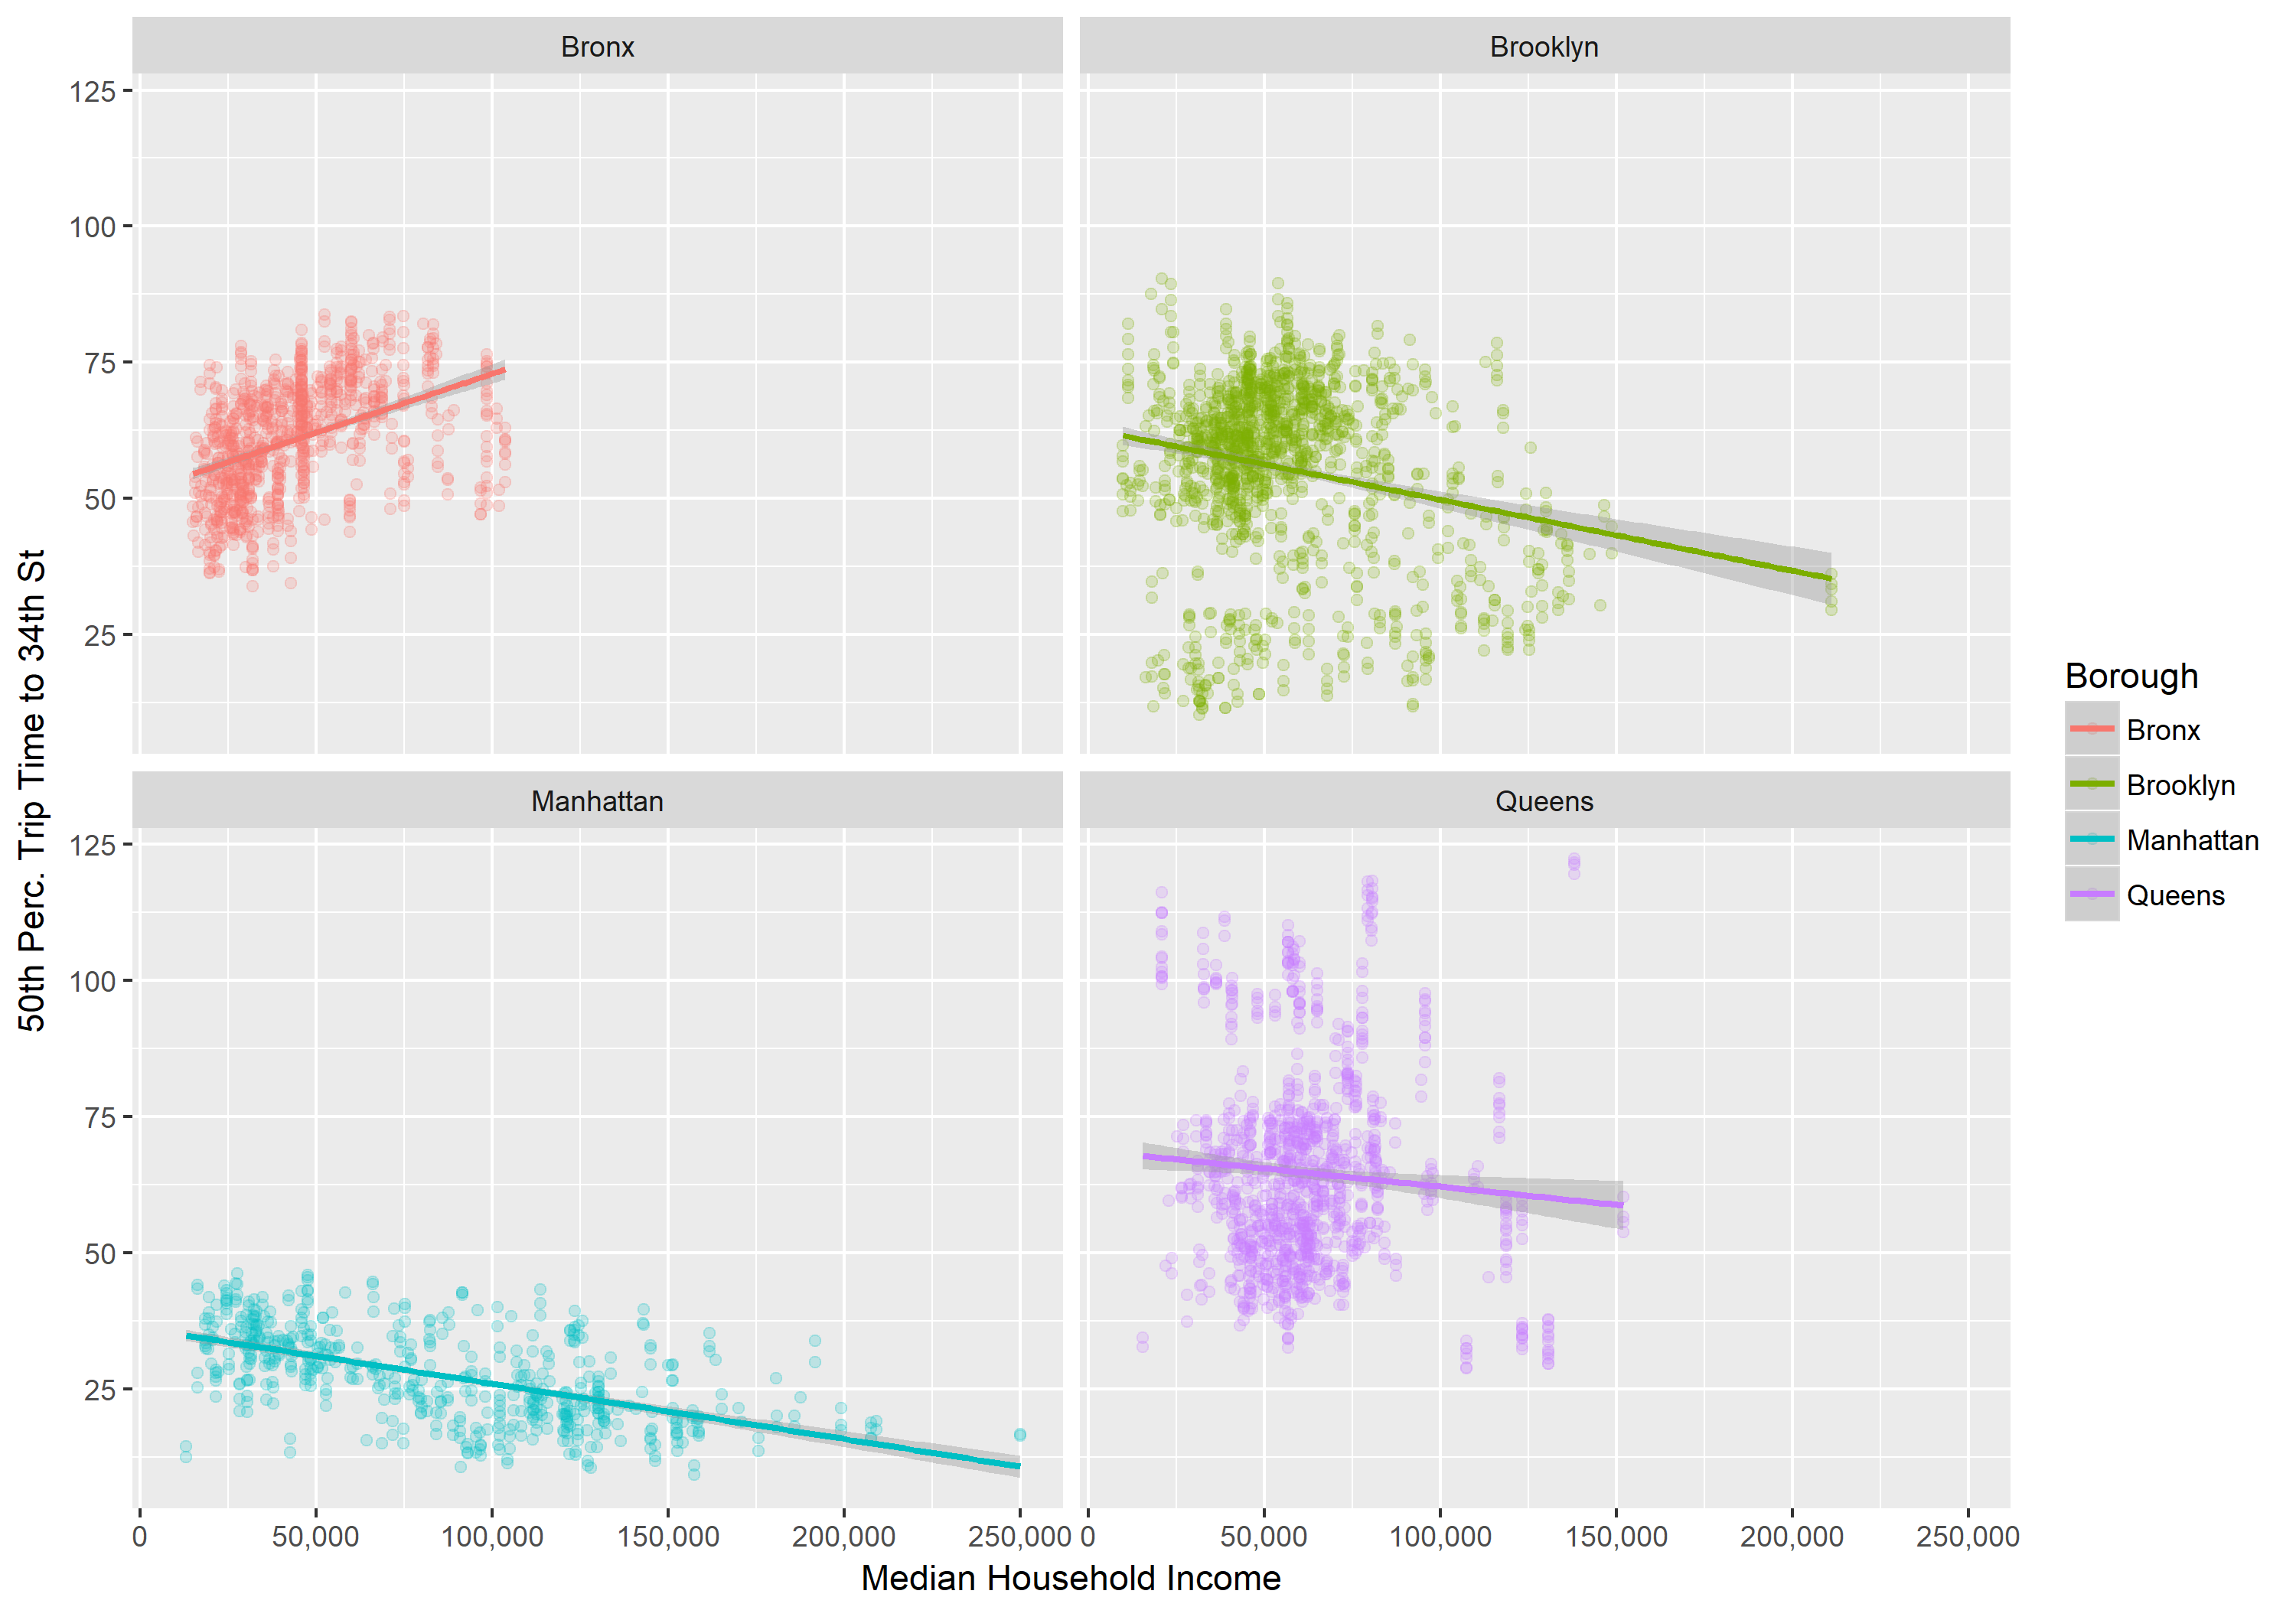 Bronx
Brooklyn
125
100
75
50
25
Manhattan
Queens
125
100
75
50
25
0
50,000
100,000
150,000
200,000
250,000
0
50,000
100,000
150,000
200,000
250,000
Median Household Income
50th Perc. Trip Time to 34th St
Borough
Bronx
Brooklyn
Manhattan
Queens